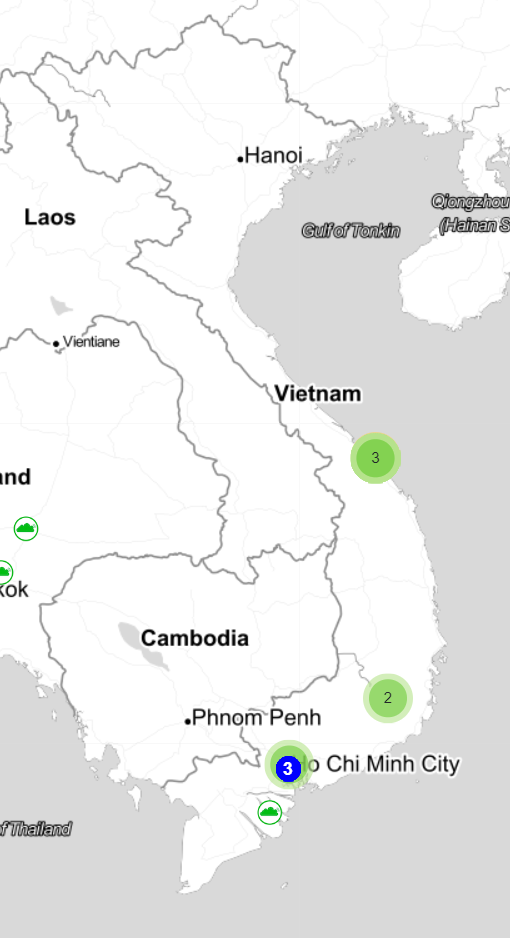 Hanoi
Laos
Qiongzhou
Gulf of Tonkin
(Hainan S
Vientiane
Vietnam
3
and
kok
Cambodia
2
Phnom Penh
3
o Chi Minh City
of Thailand